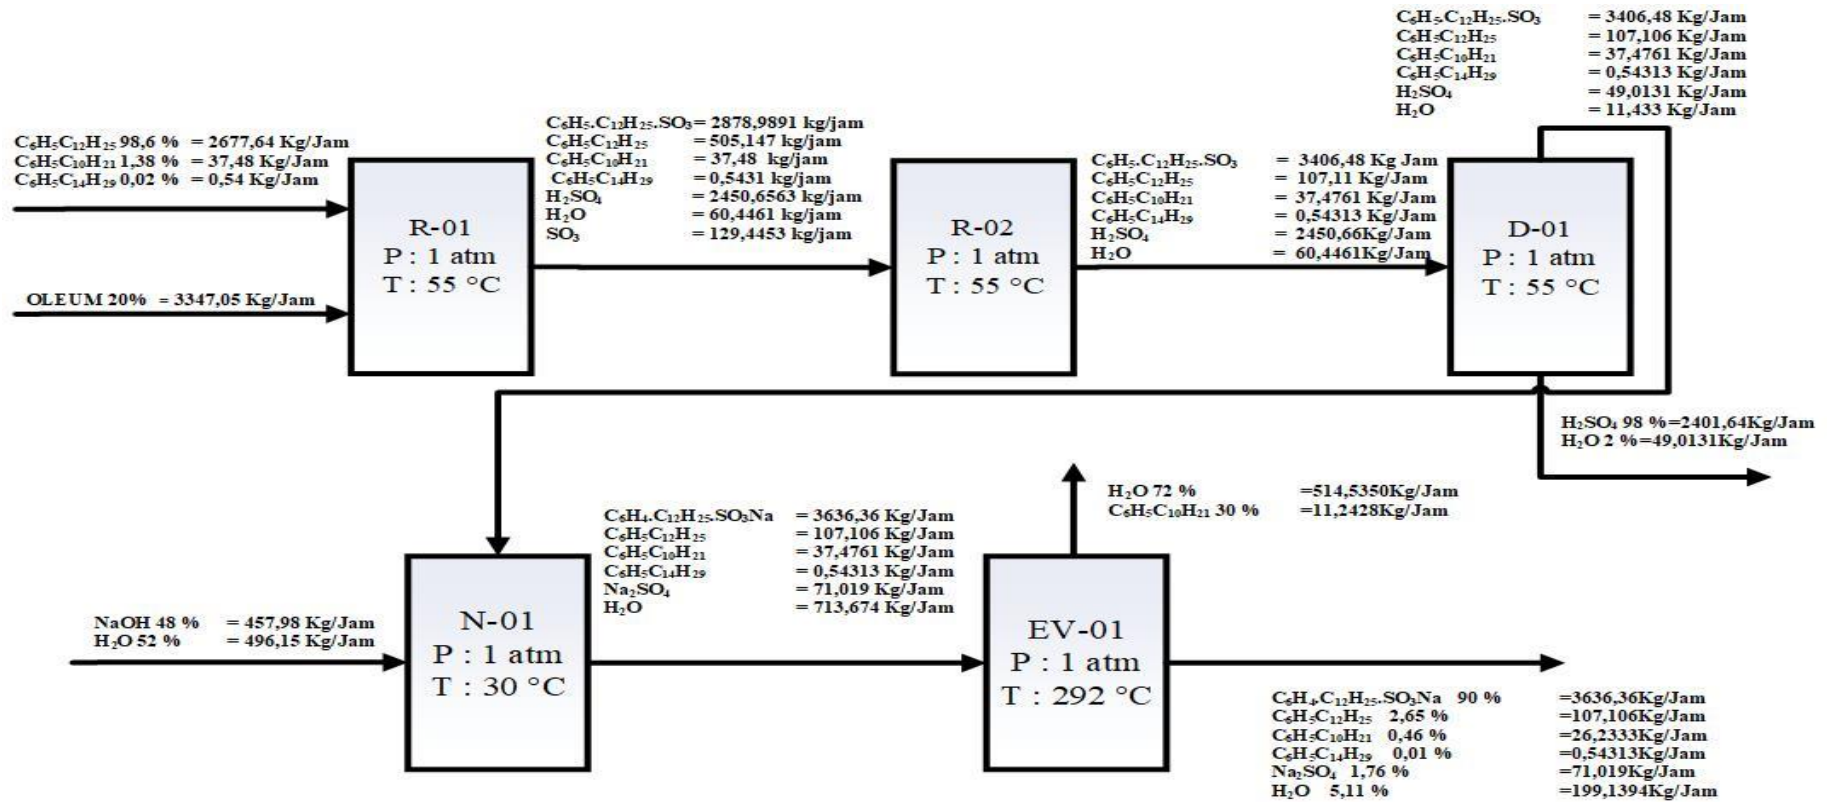 C₆H₅C₁₂H₂₅ 98,6 % = 2677,64 Kg/Jam
C₆H₅C₁₀H₂₁ 1,38 % = 37,48 Kg/Jam
C₆H₅C₁₄H₂₉ 0,02 % = 0,54 Kg/Jam
OLEUM 20% = 3347,05 Kg/Jam
R-01
P : 1 atm
T : 55 °C
C₆H₅.C₁₂H₂₅.SO₃= 2878,9891 kg/jam
C₆H₅C₁₂H₂₅ = 505,147 kg/jam
C₆H₅C₁₀H₂₁ = 37,48 kg/jam
C₆H₅C₁₄H₂₉ = 0,5431 kg/jam
H₂SO₄ = 2450,6563 kg/jam
H₂O = 60,4461 kg/jam
SO₃ = 129,4453 kg/jam
R-02
P : 1 atm
T : 55 °C
C₆H₅.C₁₂H₂₅.SO₃ = 3406,48 Kg Jam
C₆H₅C₁₂H₂₅ = 107,11 Kg/Jam
C₆H₅C₁₀H₂₁ = 37,4761 Kg/Jam
C₆H₅C₁₄H₂₉ = 0,54313 Kg/Jam
H₂SO₄ = 2450,66Kg/Jam
H₂O = 60,4461Kg/Jam
D-01
P : 1 atm
T : 55 °C
C₆H₅.C₁₂H₂₅.SO₃ = 3406,48 Kg/Jam
C₆H₅C₁₂H₂₅ = 107,106 Kg/Jam
C₆H₅C₁₀H₂₁ = 37,4761 Kg/Jam
C₆H₅C₁₄H₂₉ = 0,54313 Kg/Jam
H₂SO₄ = 49,0131 Kg/Jam
H₂O = 11,433 Kg/Jam
H₂SO₄ 98 %=2401,64Kg/Jam
H₂O 2 %=49,0131Kg/Jam
NaOH 48 % = 457,98 Kg/Jam
H₂O 52 % = 496,15 Kg/Jam
N-01
P : 1 atm
T : 30 °C
C₆H₄.C₁₂H₂₅.SO₃Na = 3636,36 Kg/Jam
C₆H₅C₁₂H₂₅ = 107,106 Kg/Jam
C₆H₅C₁₀H₂₁ = 37,4761 Kg/Jam
C₆H₅C₁₄H₂₉ = 0,54313 Kg/Jam
Na₂SO₄ = 71,019 Kg/Jam
H₂O = 713,674 Kg/Jam
EV-01
P : 1 atm
T : 292 °C
H₂O 72 % =514,5350Kg/Jam
C₆H₅C₁₀H₂₁ 30 % =11,2428Kg/Jam
C₆H₄.C₁₂H₂₅.SO₃Na 90 % =3636,36Kg/Jam
C₆H₅C₁₂H₂₅ 2,65 % =107,106Kg/Jam
C₆H₅C₁₀H₂₁ 0,46 % =26,2333Kg/Jam
C₆H₅C₁₄H₂₉ 0,01 % =0,54313Kg/Jam
Na₂SO₄ 1,76 % =71,019Kg/Jam
H₂O 5,11 % =199,1394Kg/Jam